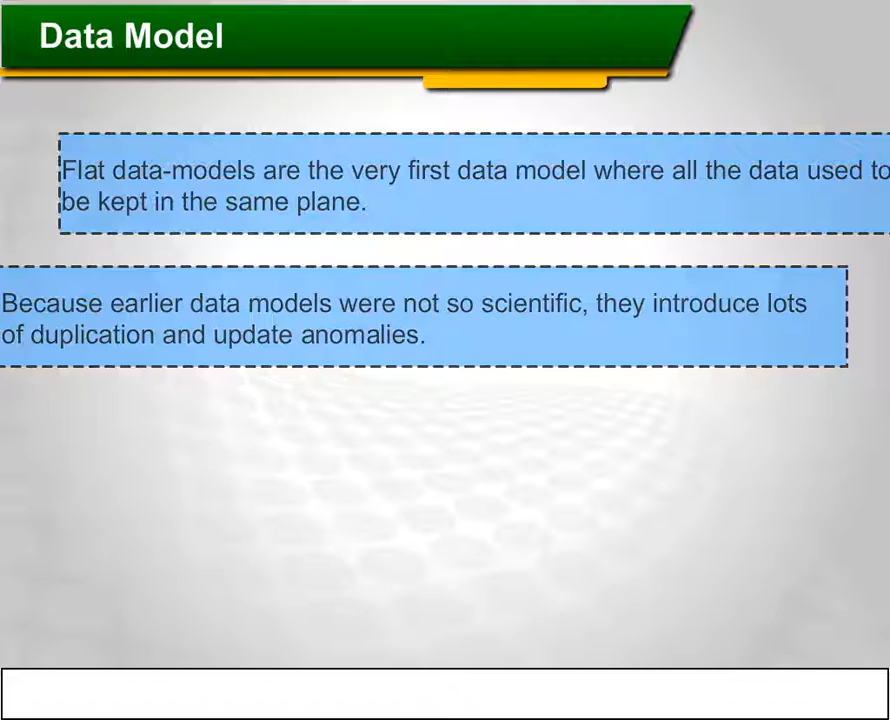 Data Model
Flat data-models are the very first data model where all the data used to
be kept in the same plane.
Because earlier data models were not so scientific, they introduce lots
of duplication and update anomalies.